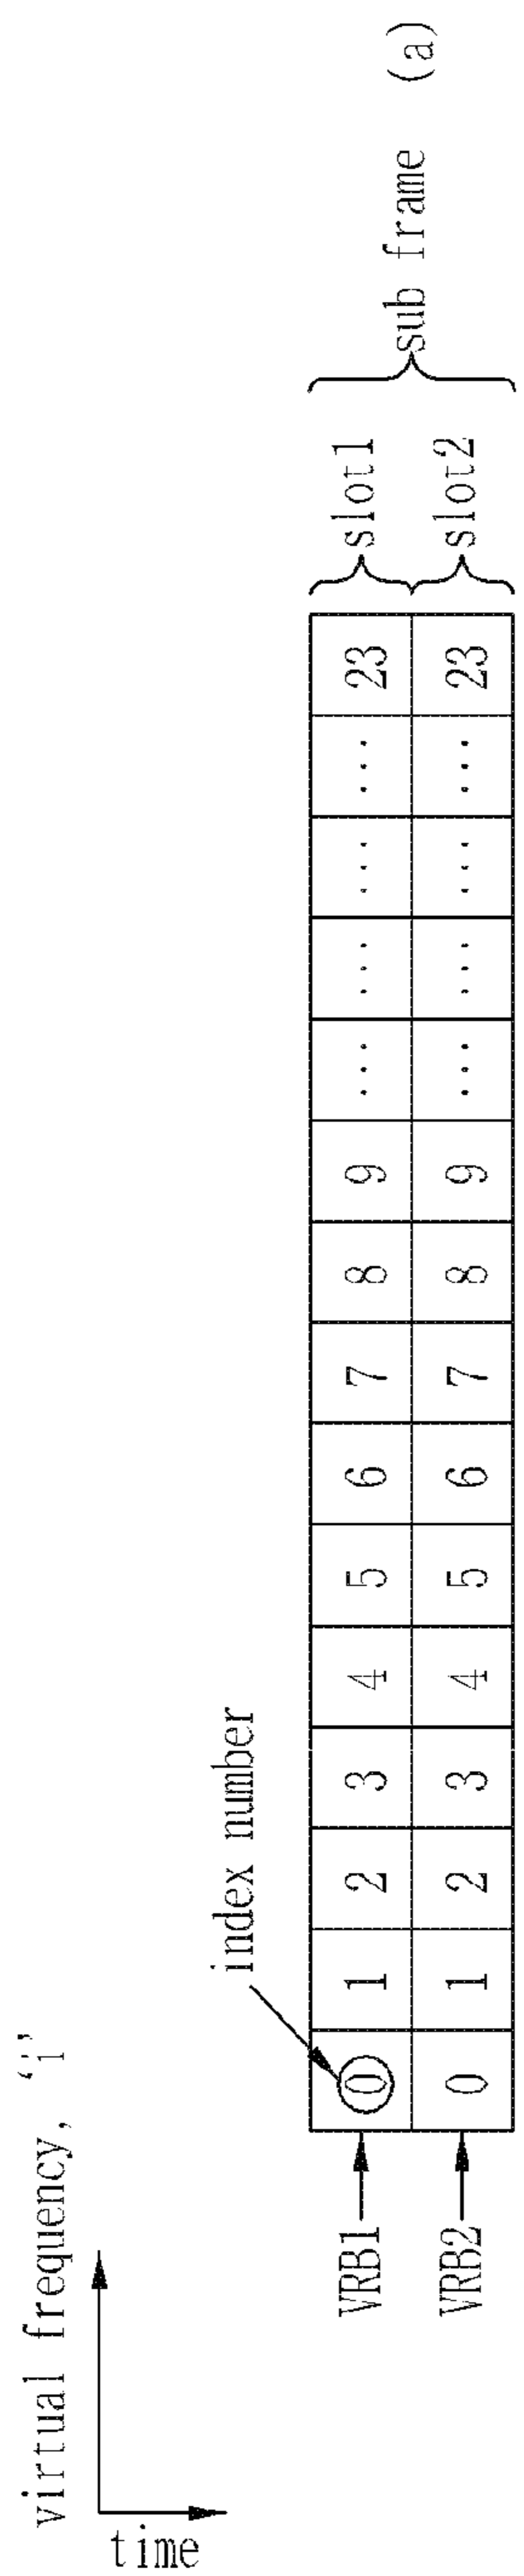 virtual frequency, ‘i’
time
index number
VRB1 0 1 2 3 4 5 6 7 8 9 ... ... ... ... 23 slot1
VRB2 0 1 2 3 4 5 6 7 8 9 ... ... ... ... 23 slot2
sub frame (a)